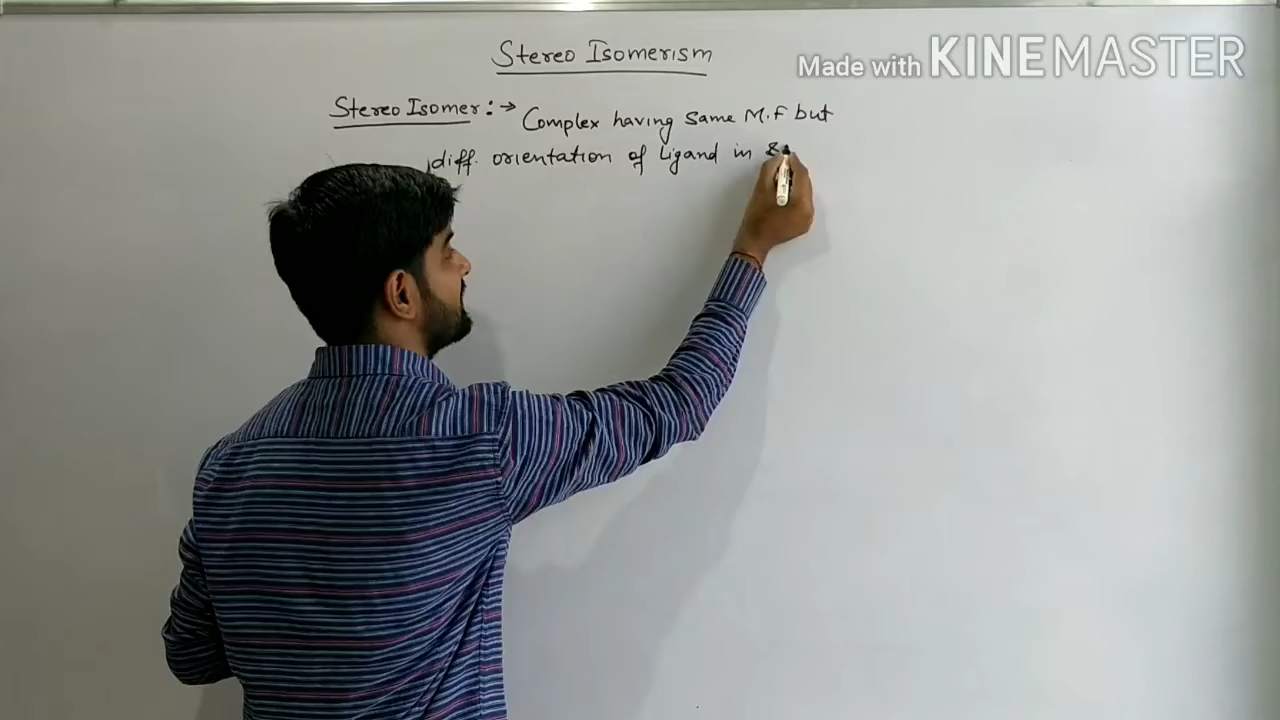 Stereo Isomerism
Made with KINEMASTER
Stereo Isomer :→ Complex having same M.F but
diff. orientation of Ligand in